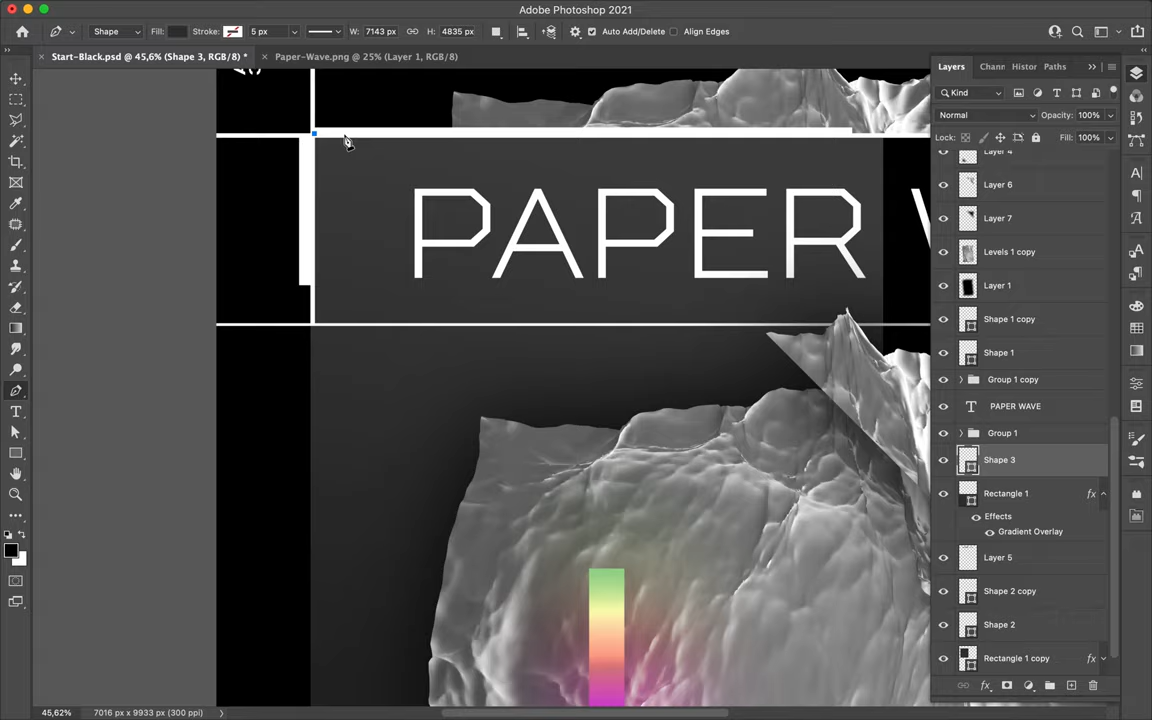 Adobe Photoshop 2021
Shape Fill: Stroke: 5 px W: 7143 px H: 4835 px Auto Add/Delete Align Edges
Start-Black.psd @ 45,6% (Shape 3, RGB/8) * Paper-Wave.png @ 25% (Layer 1, RGB/8)
Layers Chann Histor Paths
Kind
Normal Opacity: 100%
Lock: Fill: 100%
Layer 4
Layer 6
Layer 7
Levels 1 copy
Layer 1
Shape 1 copy
Shape 1
Group 1 copy
PAPER WAVE
Group 1
Shape 3
Rectangle 1 fx
Effects
Gradient Overlay
Layer 5
Shape 2 copy
Shape 2
Rectangle 1 copy fx
PAPER
45,62% 7016 px x 9933 px (300 ppi)